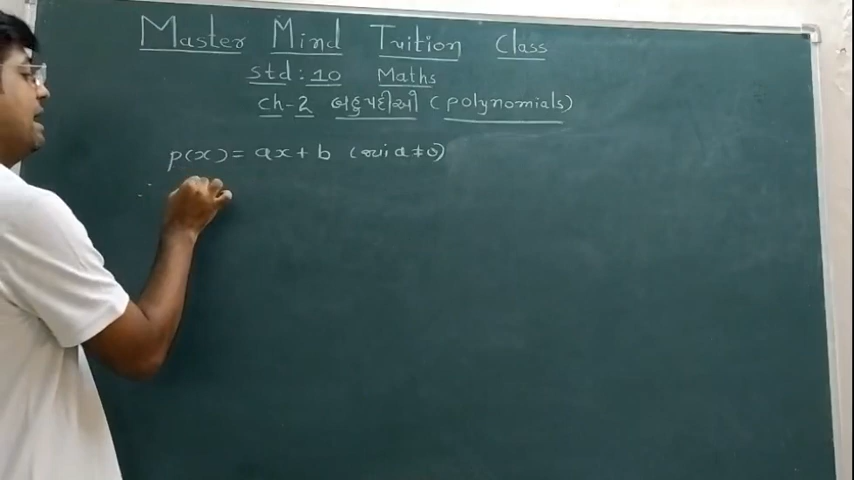 Master Mind Tuition Class
std : 10 Maths
ch-2 બહુપદીઓ (polynomials)
p(x) = ax + b (જ્યાં a ≠ 0)